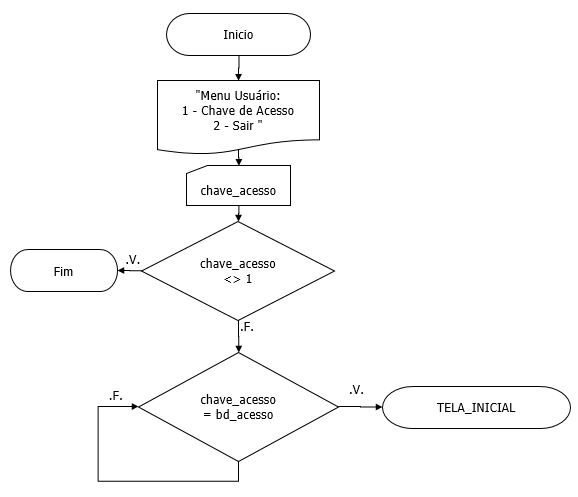 Inicio
"Menu Usuário:
1 - Chave de Acesso
2 - Sair "
chave_acesso
chave_acesso
<> 1
.V.
Fim
.F.
chave_acesso
= bd_acesso
.F.
.V.
TELA_INICIAL